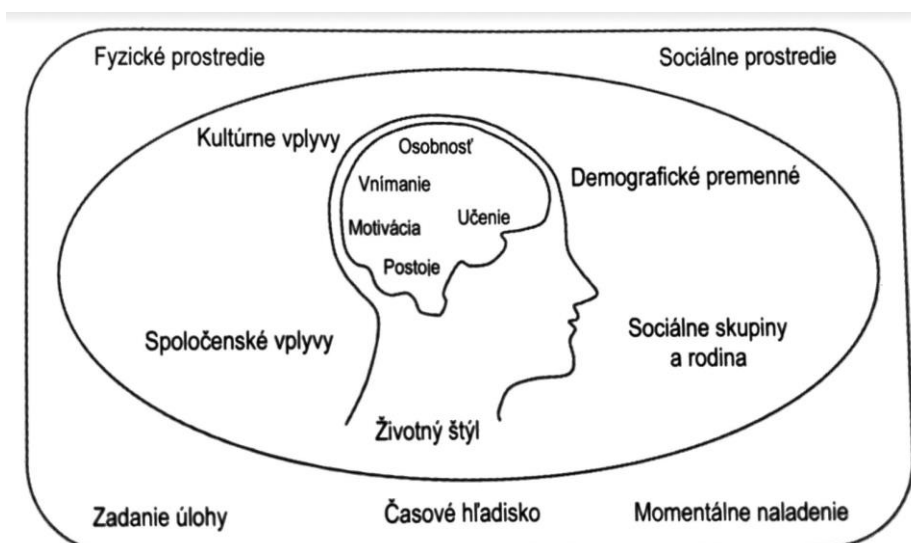 Fyzické prostredie
Sociálne prostredie
Kultúrne vplyvy
Osobnosť
Vnímanie
Demografické premenné
Učenie
Motivácia
Postoje
Spoločenské vplyvy
Sociálne skupiny
a rodina
Životný štýl
Zadanie úlohy
Časové hľadisko
Momentálne naladenie